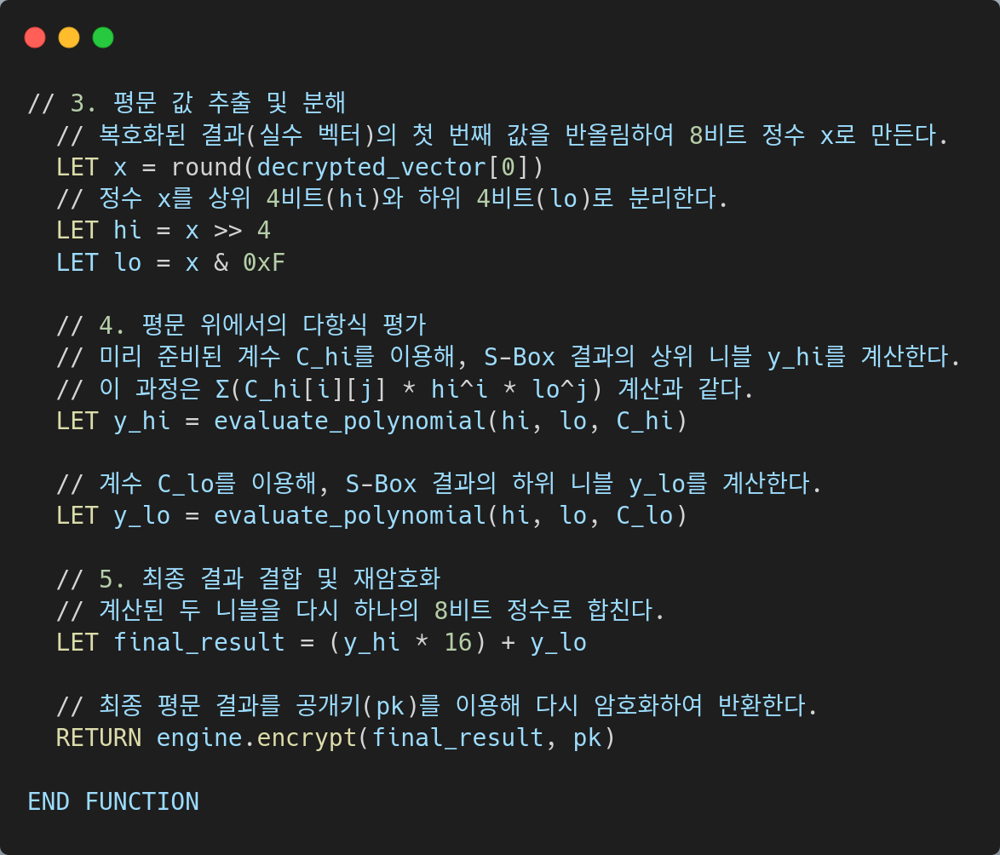 // 3. 평문 값 추출 및 분해
// 복호화된 결과(실수 벡터)의 첫 번째 값을 반올림하여 8비트 정수 x로 만든다.
LET x = round(decrypted_vector[0])
// 정수 x를 상위 4비트(hi)와 하위 4비트(lo)로 분리한다.
LET hi = x >> 4
LET lo = x & 0xF
// 4. 평문 위에서의 다항식 평가
// 미리 준비된 계수 C_hi를 이용해, S-Box 결과의 상위 니블 y_hi를 계산한다.
// 이 과정은 Σ(C_hi[i][j] * hi^i * lo^j) 계산과 같다.
LET y_hi = evaluate_polynomial(hi, lo, C_hi)
// 계수 C_lo를 이용해, S-Box 결과의 하위 니블 y_lo를 계산한다.
LET y_lo = evaluate_polynomial(hi, lo, C_lo)
// 5. 최종 결과 결합 및 재암호화
// 계산된 두 니블을 다시 하나의 8비트 정수로 합친다.
LET final_result = (y_hi * 16) + y_lo
// 최종 평문 결과를 공개키(pk)를 이용해 다시 암호화하여 반환한다.
RETURN engine.encrypt(final_result, pk)
END FUNCTION